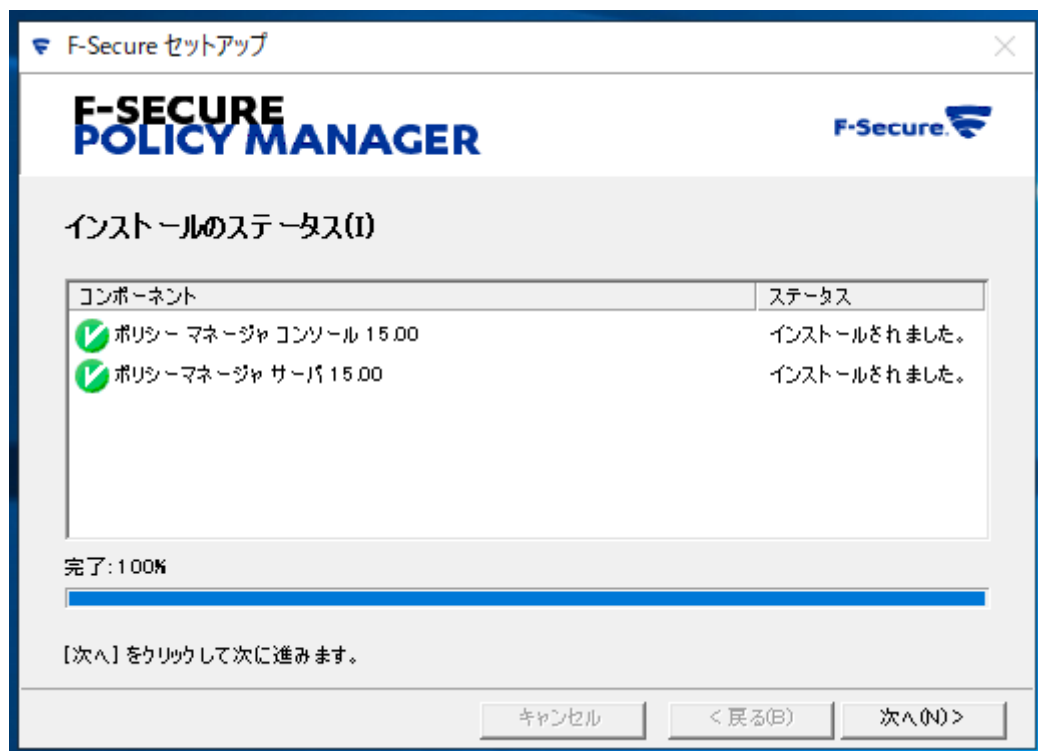 F-Secure セットアップ
F-SECURE
POLICY MANAGER
F-Secure.
インストールのステータス(I)
コンポーネント ステータス
ポリシー マネージャ コンソール 15.00 インストールされました。
ポリシーマネージャ サーバ 15.00 インストールされました。
完了:100%
[次へ] をクリックして次に進みます。
キャンセル < 戻る(B) 次へ(N) >